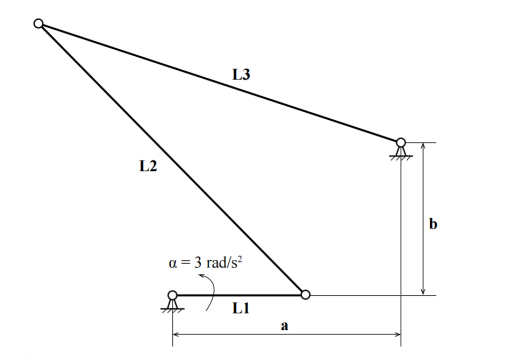 L3
L2
b
α = 3 rad/s²
L1
a